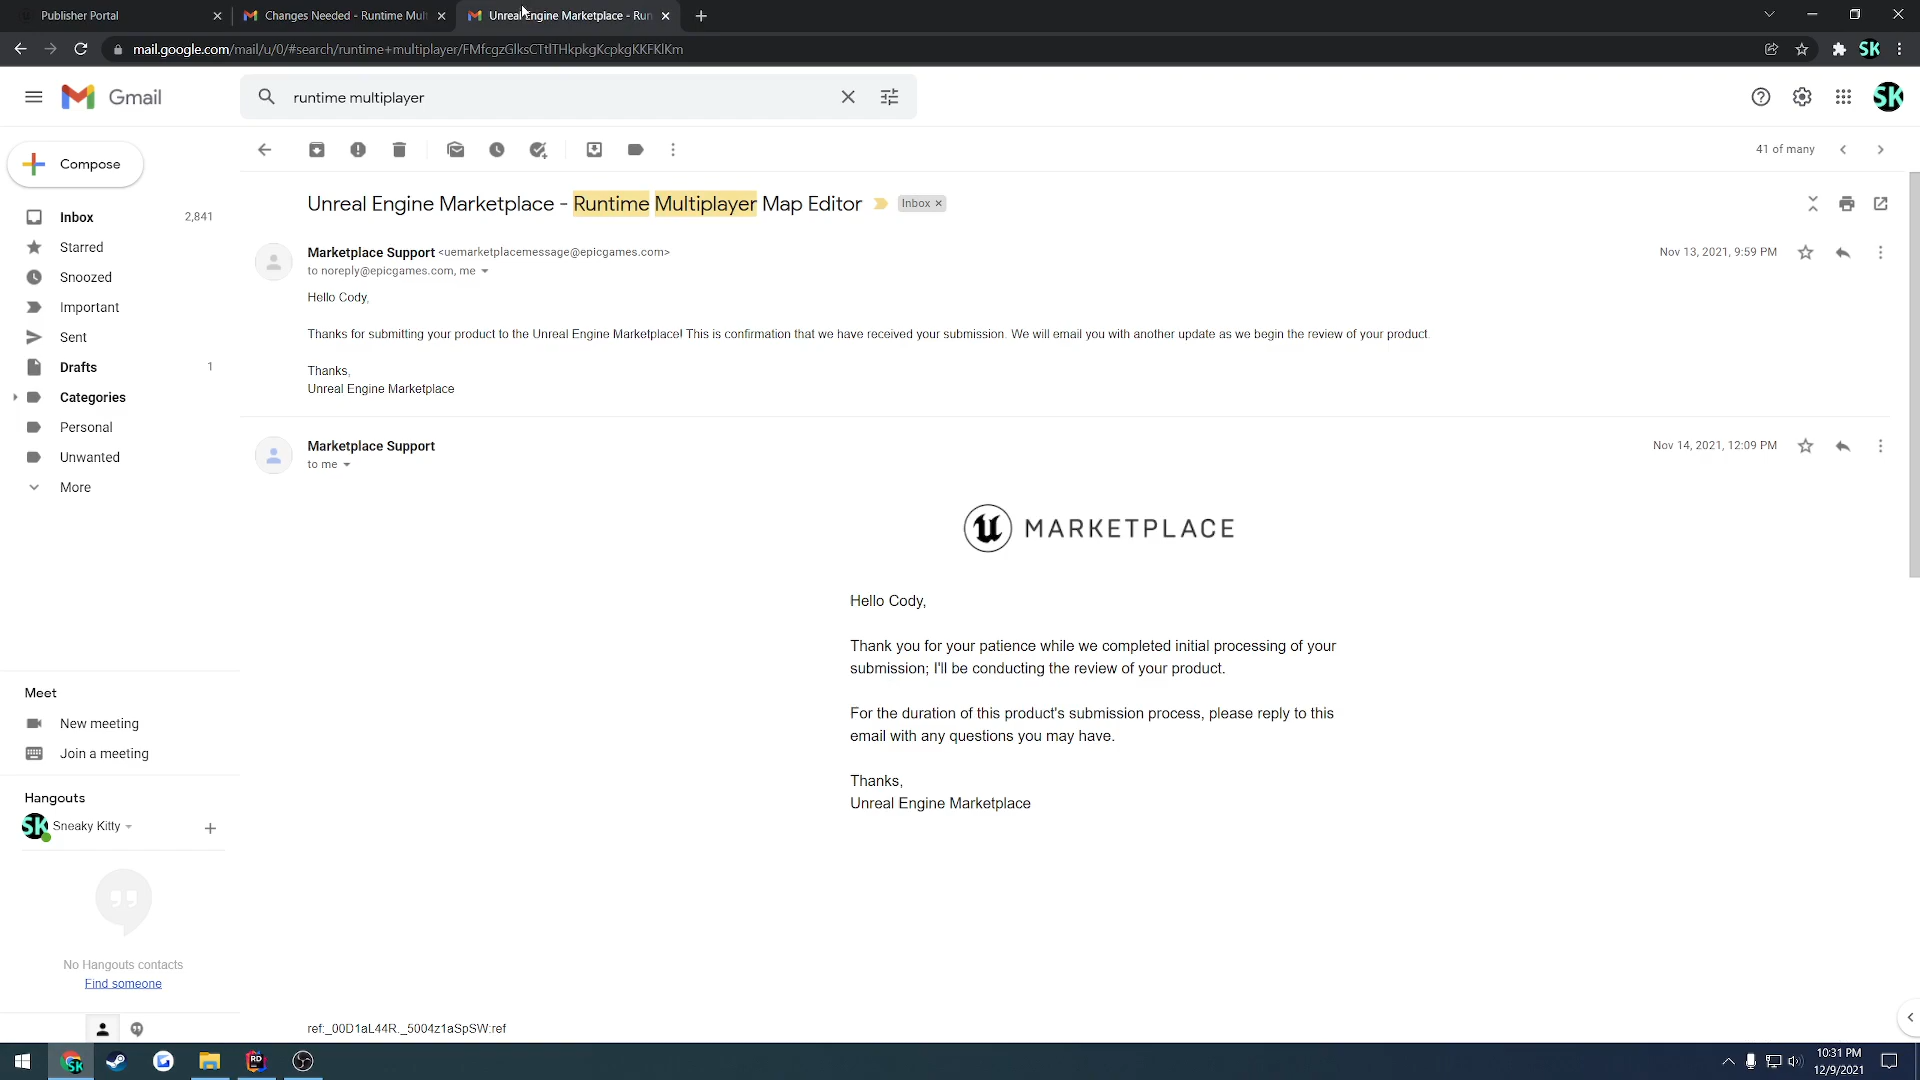 Publisher Portal
Changes Needed - Runtime Mul
Unreal Engine Marketplace - Run
mail.google.com/mail/u/0/#search/runtime+multiplayer/FMfcgzGlksCTtlTHkpkgKcpkgKKFKlKm
SK
Gmail
runtime multiplayer
SK
Compose
41 of many
Inbox 2,841
Starred
Snoozed
Important
Sent
Drafts 1
Categories
Personal
Unwanted
More
Unreal Engine Marketplace - Runtime Multiplayer Map Editor Inbox
Marketplace Support <uemarketplacemessage@epicgames.com> Nov 13, 2021, 9:59 PM
to noreply@epicgames.com, me
Hello Cody,
Thanks for submitting your product to the Unreal Engine Marketplace! This is confirmation that we have received your submission. We will email you with another update as we begin the review of your product.
Thanks,
Unreal Engine Marketplace
Marketplace Support Nov 14, 2021, 12:09 PM
to me
MARKETPLACE
Hello Cody,
Thank you for your patience while we completed initial processing of your
submission; I'll be conducting the review of your product.
For the duration of this product's submission process, please reply to this
email with any questions you may have.
Thanks,
Unreal Engine Marketplace
ref:_00D1aL44R._5004z1aSpSW:ref
Meet
New meeting
Join a meeting
Hangouts
SK Sneaky Kitty
No Hangouts contacts
Find someone
SK
RD
10:31 PM
12/9/2021